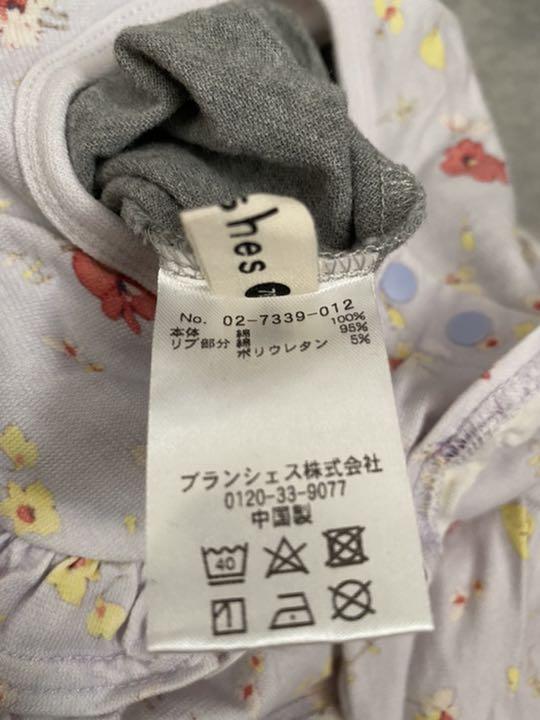 shes
No. 02-7339-012
本体 綿 100%
リブ部分 綿 95%
ポリウレタン 5%
ブランシェス株式会社
0120-33-9077
中国製
40